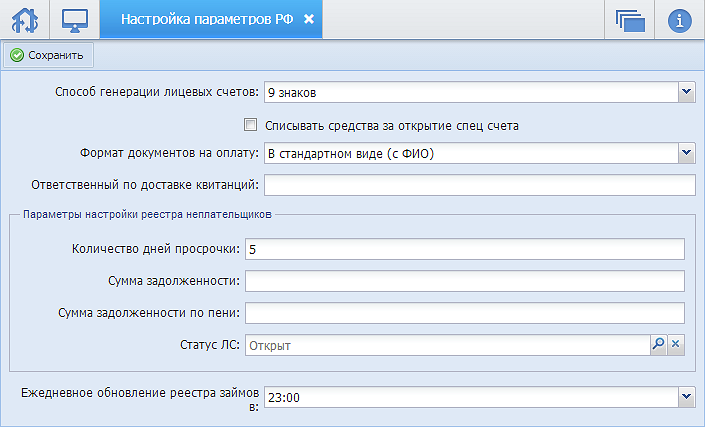 Настройка параметров РФ
Сохранить
Способ генерации лицевых счетов: 9 знаков
Списывать средства за открытие спец счета
Формат документов на оплату: В стандартном виде (с ФИО)
Ответственный по доставке квитанций:
Параметры настройки реестра неплательщиков
Количество дней просрочки: 5
Сумма задолженности:
Сумма задолженности по пени:
Статус ЛС: Открыт
Ежедневное обновление реестра займов
в: 23:00